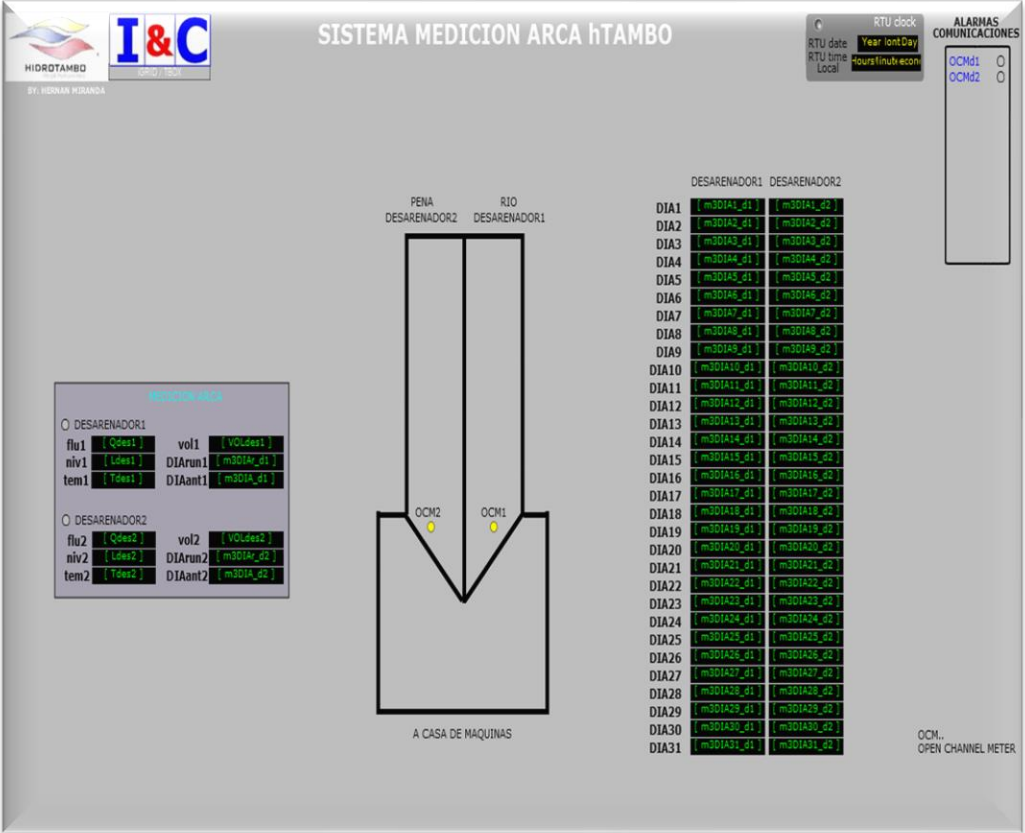 SISTEMA MEDICION ARCA hTAMBO
HIDROTAMBO
I&C
IGRID / TBOX
BY: HERNAN MIRANDA
RTU clock
RTU date
Year
Day
RTU time
Local
ALARMAS
COMUNICACIONES
OCMd1
OCMd2
PENA
DESARENADOR2
RIO
DESARENADOR1
OCM2
OCM1
A CASA DE MAQUINAS
MEDICION ARCA
DESARENADOR1
flu1 [ Qdes1 ] vol1 [ VOLdes1 ]
niv1 [ Ldes1 ] DIArun1 [ m3DIAr_d1 ]
tem1 [ Tdes1 ] DIAant1 [ m3DIA_d1 ]
DESARENADOR2
flu2 [ Qdes2 ] vol2 [ VOLdes2 ]
niv2 [ Ldes2 ] DIArun2 [ m3DIAr_d2 ]
tem2 [ Tdes2 ] DIAant2 [ m3DIA_d2 ]
DESARENADOR1 DESARENADOR2
DIA1 [ m3DIA1_d1 ] [ m3DIA1_d2 ]
DIA2 [ m3DIA2_d1 ] [ m3DIA2_d2 ]
DIA3 [ m3DIA3_d1 ] [ m3DIA3_d2 ]
DIA4 [ m3DIA4_d1 ] [ m3DIA4_d2 ]
DIA5 [ m3DIA5_d1 ] [ m3DIA5_d2 ]
DIA6 [ m3DIA6_d1 ] [ m3DIA6_d2 ]
DIA7 [ m3DIA7_d1 ] [ m3DIA7_d2 ]
DIA8 [ m3DIA8_d1 ] [ m3DIA8_d2 ]
DIA9 [ m3DIA9_d1 ] [ m3DIA9_d2 ]
DIA10 [ m3DIA10_d1 ] [ m3DIA10_d2 ]
DIA11 [ m3DIA11_d1 ] [ m3DIA11_d2 ]
DIA12 [ m3DIA12_d1 ] [ m3DIA12_d2 ]
DIA13 [ m3DIA13_d1 ] [ m3DIA13_d2 ]
DIA14 [ m3DIA14_d1 ] [ m3DIA14_d2 ]
DIA15 [ m3DIA15_d1 ] [ m3DIA15_d2 ]
DIA16 [ m3DIA16_d1 ] [ m3DIA16_d2 ]
DIA17 [ m3DIA17_d1 ] [ m3DIA17_d2 ]
DIA18 [ m3DIA18_d1 ] [ m3DIA18_d2 ]
DIA19 [ m3DIA19_d1 ] [ m3DIA19_d2 ]
DIA20 [ m3DIA20_d1 ] [ m3DIA20_d2 ]
DIA21 [ m3DIA21_d1 ] [ m3DIA21_d2 ]
DIA22 [ m3DIA22_d1 ] [ m3DIA22_d2 ]
DIA23 [ m3DIA23_d1 ] [ m3DIA23_d2 ]
DIA24 [ m3DIA24_d1 ] [ m3DIA24_d2 ]
DIA25 [ m3DIA25_d1 ] [ m3DIA25_d2 ]
DIA26 [ m3DIA26_d1 ] [ m3DIA26_d2 ]
DIA27 [ m3DIA27_d1 ] [ m3DIA27_d2 ]
DIA28 [ m3DIA28_d1 ] [ m3DIA28_d2 ]
DIA29 [ m3DIA29_d1 ] [ m3DIA29_d2 ]
DIA30 [ m3DIA30_d1 ] [ m3DIA30_d2 ]
DIA31 [ m3DIA31_d1 ] [ m3DIA31_d2 ]
OCM..
OPEN CHANNEL METER